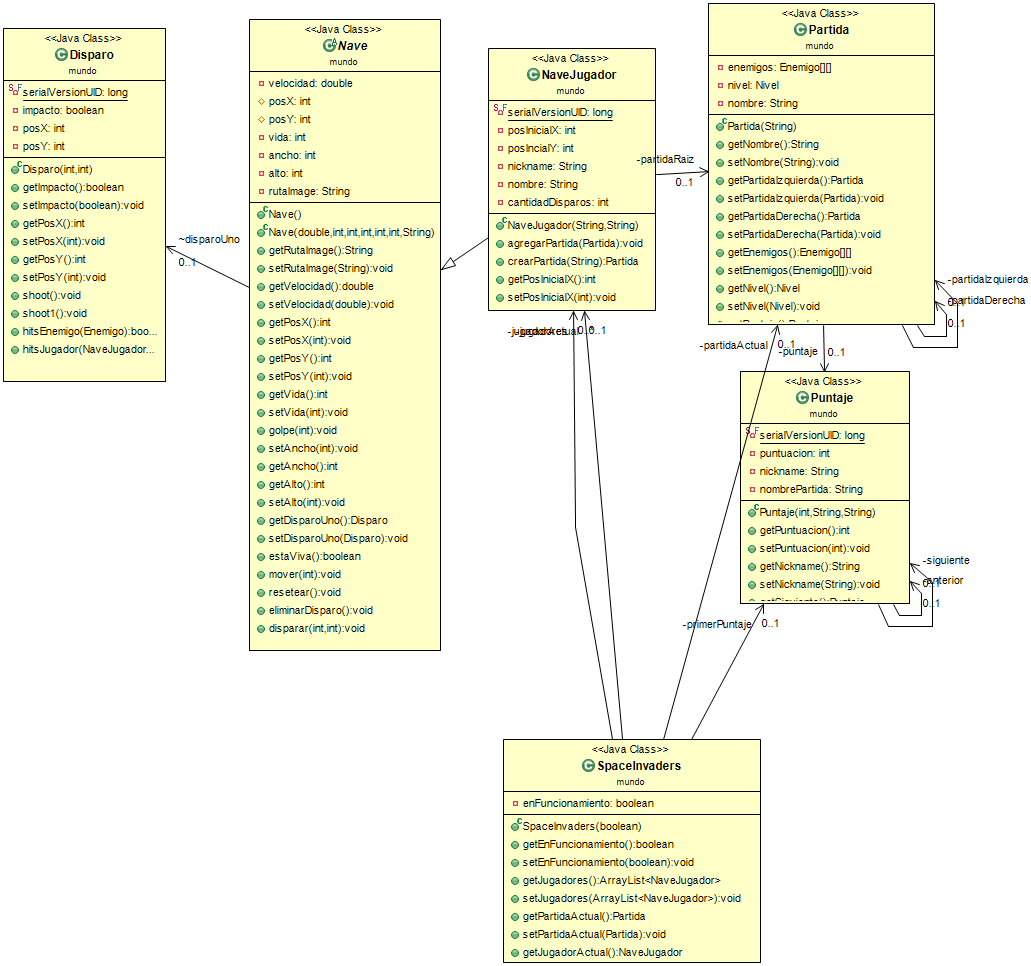 <<Java Class>>
Disparo
mundo
serialVersionUID: long
impacto: boolean
posX: int
posY: int
Disparo(int,int)
getImpacto():boolean
setImpacto(boolean):void
getPosX():int
setPosX(int):void
getPosY():int
setPosY(int):void
shoot():void
shoot1():void
hitsEnemigo(Enemigo):boo...
hitsJugador(NaveJugador...
~disparoUno
0..1
<<Java Class>>
Nave
mundo
velocidad: double
posX: int
posY: int
vida: int
ancho: int
alto: int
rutaImage: String
Nave()
Nave(double,int,int,int,int,int,String)
getRutaImage():String
setRutaImage(String):void
getVelocidad():double
setVelocidad(double):void
getPosX():int
setPosX(int):void
getPosY():int
setPosY(int):void
getVida():int
setVida(int):void
golpe(int):void
setAncho(int):void
getAncho():int
getAlto():int
setAlto(int):void
getDisparoUno():Disparo
setDisparoUno(Disparo):void
estaViva():boolean
mover(int):void
resetear():void
eliminarDisparo():void
disparar(int,int):void
<<Java Class>>
NaveJugador
mundo
serialVersionUID: long
posInicialX: int
posIncialY: int
nickname: String
nombre: String
cantidadDisparos: int
NaveJugador(String,String)
agregarPartida(Partida):void
crearPartida(String):Partida
getPosInicialX():int
setPosInicialX(int):void
-partidaRaiz
0..1
<<Java Class>>
Partida
mundo
enemigos: Enemigo[][]
nivel: Nivel
nombre: String
Partida(String)
getNombre():String
setNombre(String):void
getPartidaIzquierda():Partida
setPartidaIzquierda(Partida):void
getPartidaDerecha():Partida
setPartidaDerecha(Partida):void
getEnemigos():Enemigo[][]
setEnemigos(Enemigo[][]):void
getNivel():Nivel
setNivel(Nivel):void
-partidaIzquierda
-partidaDerecha
0..1
-partidaActual
0..1
-puntaje
0..1
<<Java Class>>
Puntaje
mundo
serialVersionUID: long
puntuacion: int
nickname: String
nombrePartida: String
Puntaje(int,String,String)
getPuntuacion():int
setPuntuacion(int):void
getNickname():String
setNickname(String):void
-siguiente
-anterior
0..1
-primerPuntaje
0..1
<<Java Class>>
SpaceInvaders
mundo
enFuncionamiento: boolean
SpaceInvaders(boolean)
getEnFuncionamiento():boolean
setEnFuncionamiento(boolean):void
getJugadores():ArrayList<NaveJugador>
setJugadores(ArrayList<NaveJugador>):void
getPartidaActual():Partida
setPartidaActual(Partida):void
getJugadorActual():NaveJugador